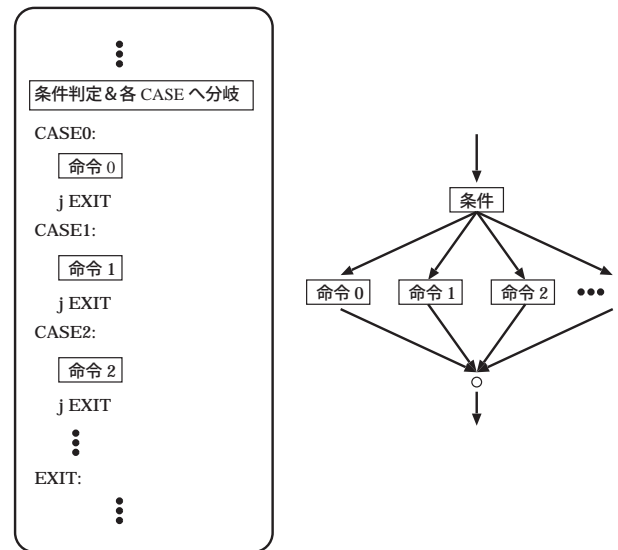 条件判定＆各 CASE へ分岐
CASE0:
命令 0
j EXIT
CASE1:
命令 1
j EXIT
CASE2:
命令 2
j EXIT
EXIT:
条件
命令 0
命令 1
命令 2